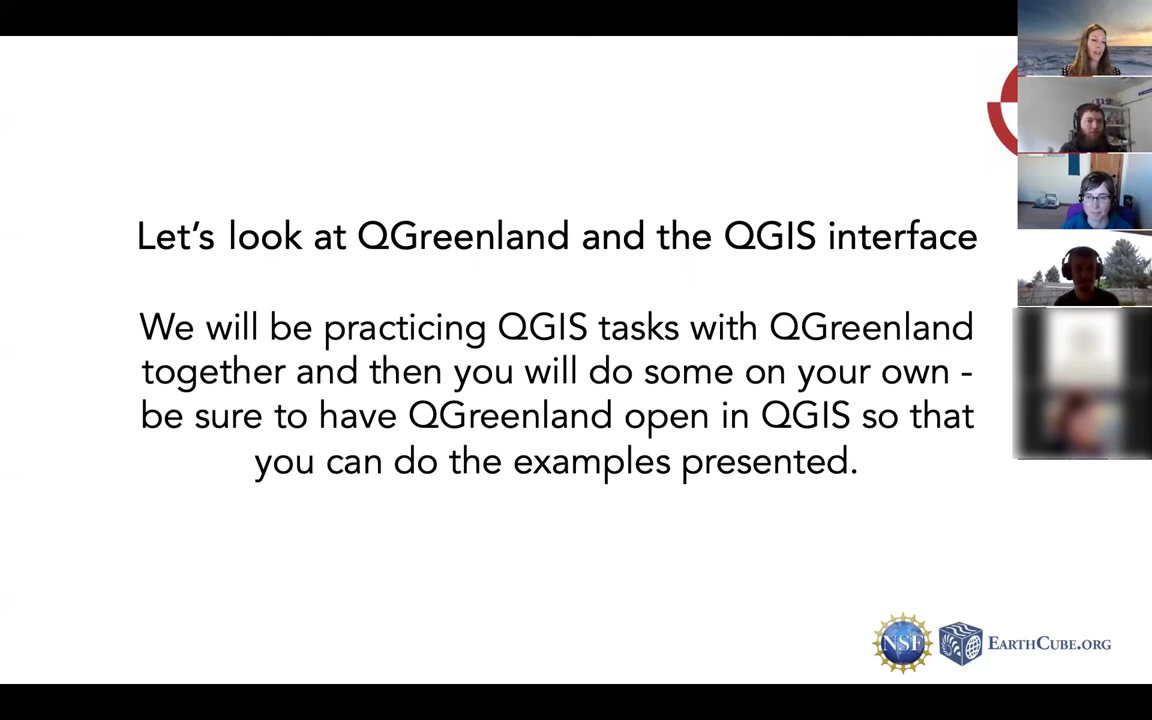 Let's look at QGreenland and the QGIS interface
We will be practicing QGIS tasks with QGreenland
together and then you will do some on your own -
be sure to have QGreenland open in QGIS so that
you can do the examples presented.
NSF
EARTHCUBE.ORG